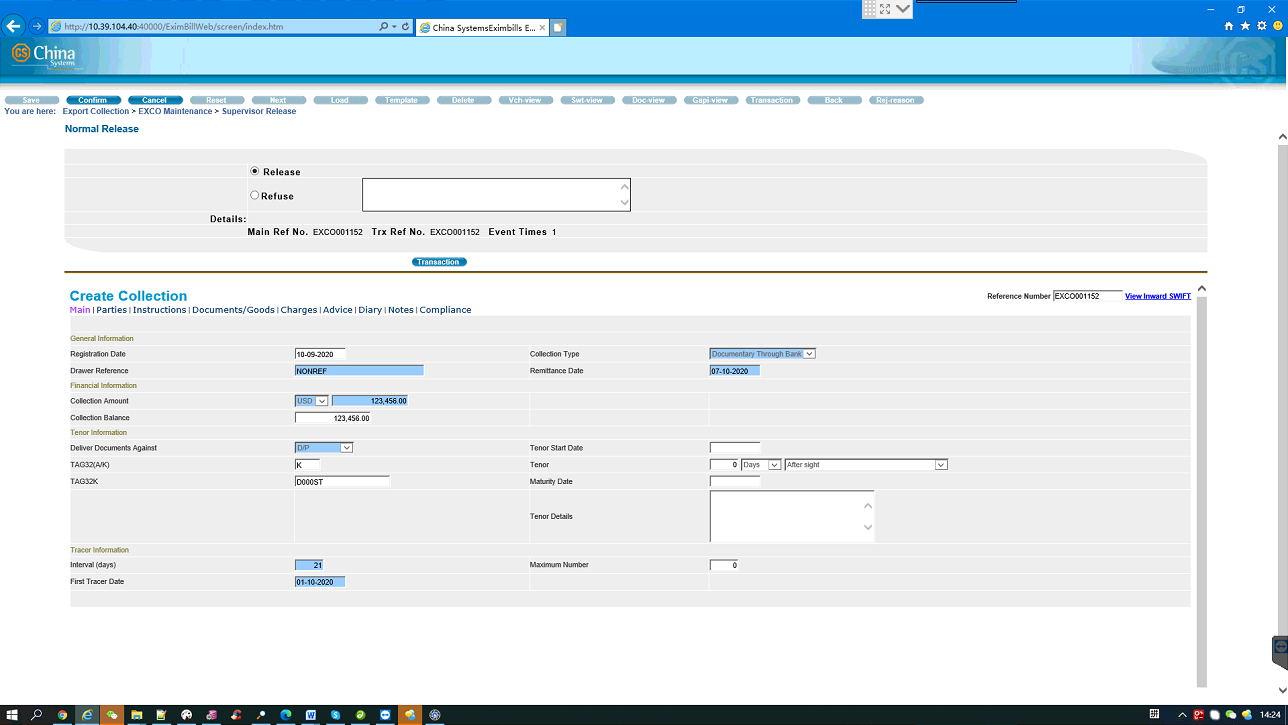 http://10.39.104.40:40000/EximBillWeb/screen/index.htm
China SystemsEximbills E...
CS China
Systems
Save Confirm Cancel Reset Next Load Template Delete Vch-view Swt-view Doc-view Gapi-view Transaction Back Rej-reason
You are here: Export Collection > EXCO Maintenance > Supervisor Release
Normal Release
Release
Refuse
Details:
Main Ref No. EXCO001152 Trx Ref No. EXCO001152 Event Times 1
Transaction
Create Collection
Reference Number EXCO001152 View Inward SWIFT
Main | Parties | Instructions | Documents/Goods | Charges | Advice | Diary | Notes | Compliance
General Information
Registration Date 10-09-2020 Collection Type Documentary Through Bank
Drawer Reference NONREF Remittance Date 07-10-2020
Financial Information
Collection Amount USD 123,456.00
Collection Balance 123,456.00
Tenor Information
Deliver Documents Against D/P Tenor Start Date
TAG32(A/K) K Tenor 0 Days After sight
TAG32K D000ST Maturity Date
Tenor Details
Tracer Information
Interval (days) 21 Maximum Number 0
First Tracer Date 01-10-2020
14:24